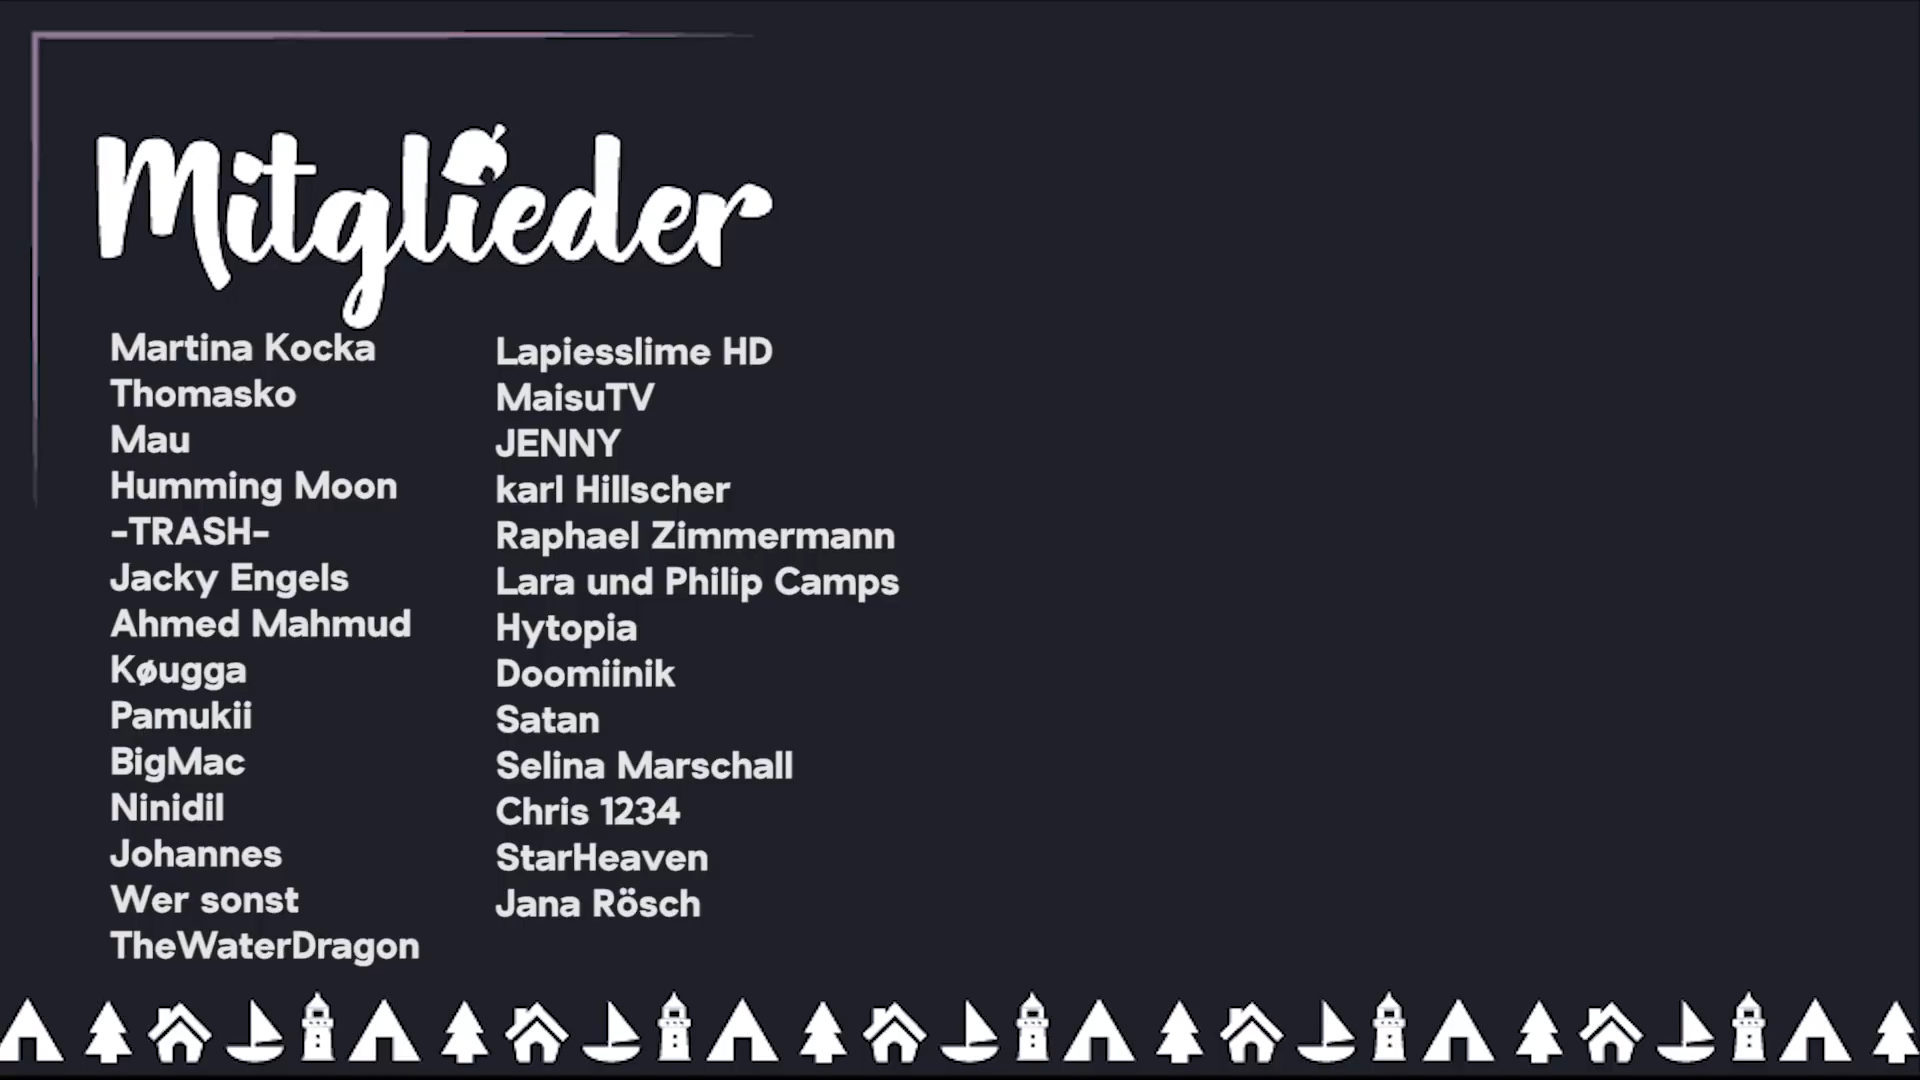 Mitglieder
Martina Kocka
Thomasko
Mau
Humming Moon
-TRASH-
Jacky Engels
Ahmed Mahmud
Køugga
Pamukii
BigMac
Ninidil
Johannes
Wer sonst
TheWaterDragon
Lapiesslime HD
MaisuTV
JENNY
karl Hillscher
Raphael Zimmermann
Lara und Philip Camps
Hytopia
Doomiinik
Satan
Selina Marschall
Chris 1234
StarHeaven
Jana Rösch